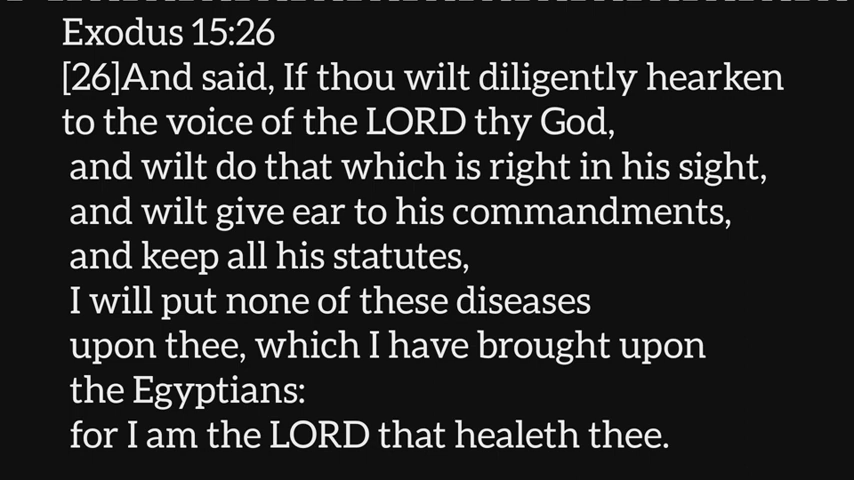 Exodus 15:26
[26]And said, If thou wilt diligently hearken
to the voice of the LORD thy God,
and wilt do that which is right in his sight,
and wilt give ear to his commandments,
and keep all his statutes,
I will put none of these diseases
upon thee, which I have brought upon
the Egyptians:
for I am the LORD that healeth thee.